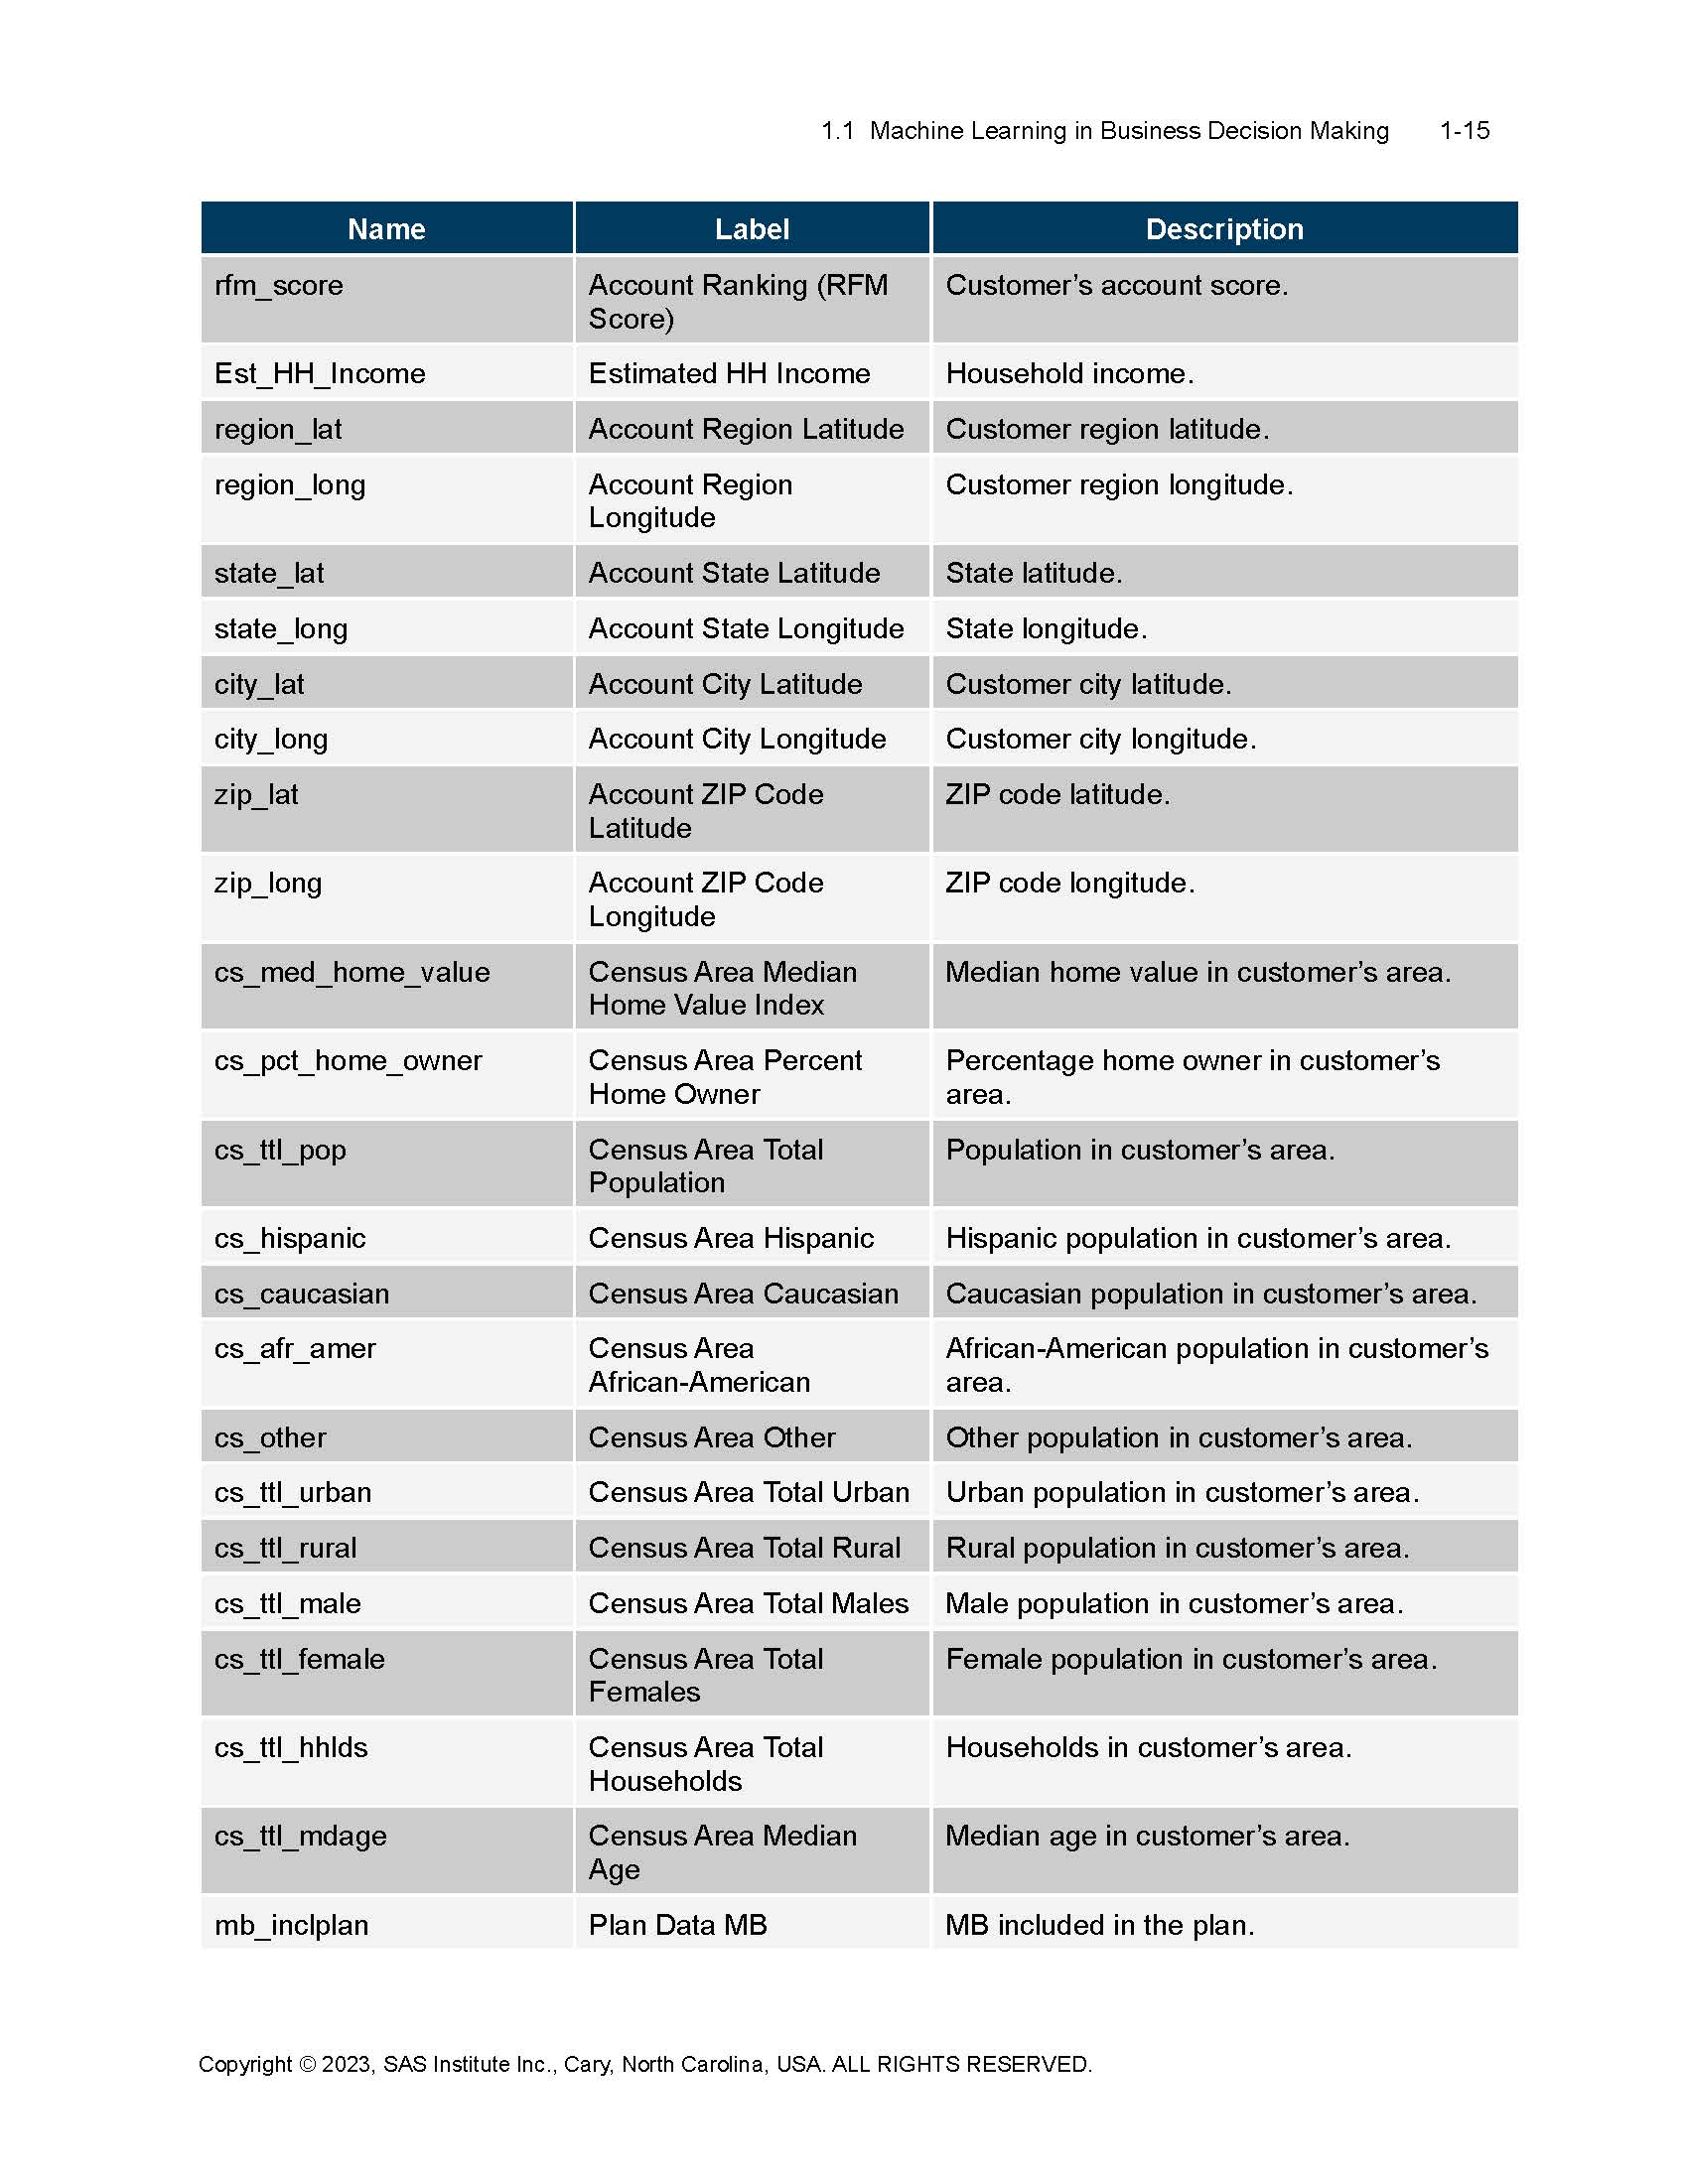 1.1 Machine Learning in Business Decision Making 1-15
Name Label Description
rfm_score Account Ranking (RFM Customer’s account score.
Score)
Est_HH_Income Estimated HH Income Household income.
region_lat Account Region Latitude Customer region latitude.
region_long Account Region Customer region longitude.
Longitude
state_lat Account State Latitude State latitude.
state_long Account State Longitude State longitude.
city_lat Account City Latitude Customer city latitude.
city_long Account City Longitude Customer city longitude.
zip_lat Account ZIP Code ZIP code latitude.
Latitude
zip_long Account ZIP Code ZIP code longitude.
Longitude
cs_med_home_value Census Area Median Median home value in customer’s area.
Home Value Index
cs_pct_home_owner Census Area Percent Percentage home owner in customer’s
Home Owner area.
cs_ttl_pop Census Area Total Population in customer’s area.
Population
cs_hispanic Census Area Hispanic Hispanic population in customer’s area.
cs_caucasian Census Area Caucasian Caucasian population in customer’s area.
cs_afr_amer Census Area African-American population in customer’s
African-American area.
cs_other Census Area Other Other population in customer’s area.
cs_ttl_urban Census Area Total Urban Urban population in customer’s area.
cs_ttl_rural Census Area Total Rural Rural population in customer’s area.
cs_ttl_male Census Area Total Males Male population in customer’s area.
cs_ttl_female Census Area Total Female population in customer’s area.
Females
cs_ttl_hhlds Census Area Total Households in customer’s area.
Households
cs_ttl_mdage Census Area Median Median age in customer’s area.
Age
mb_inclplan Plan Data MB MB included in the plan.
Copyright © 2023, SAS Institute Inc., Cary, North Carolina, USA. ALL RIGHTS RESERVED.